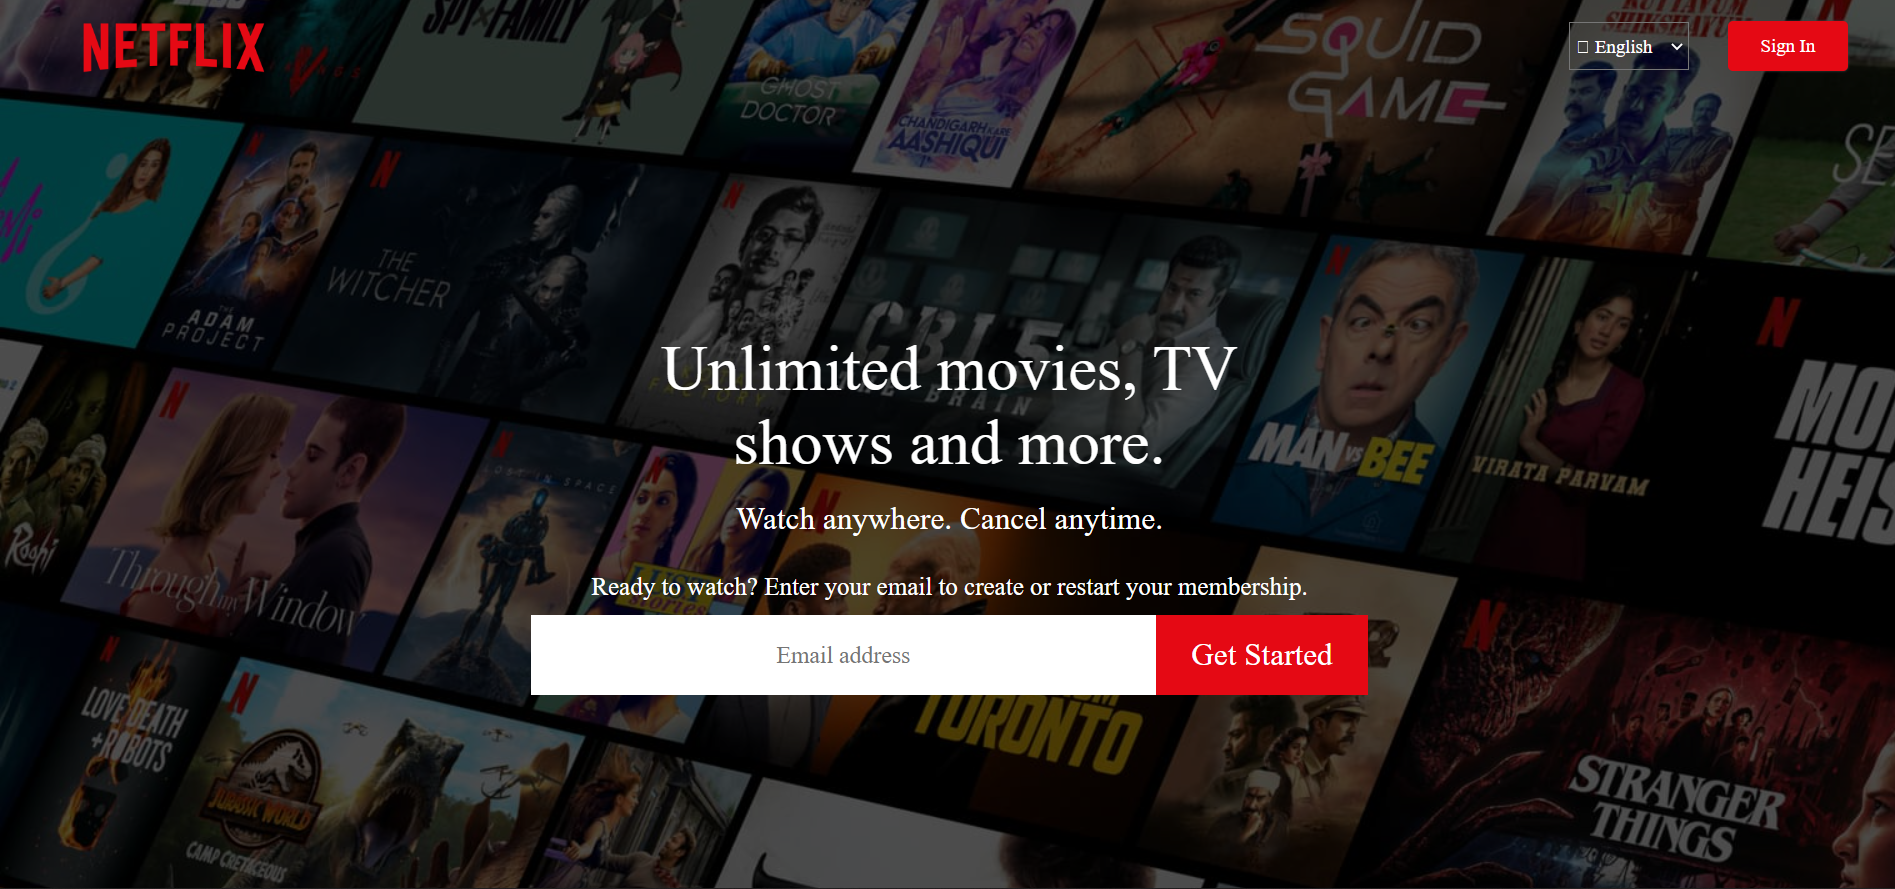 NETFLIX
English
Sign In
SPY×FAMILY
GHOST
DOCTOR
CHANDIGARH KARE
AASHIQUI
SQUID
GAME
N
THE
ADAM
PROJECT
N
THE
WITCHER
N
FACTORY
CBI 5
THE BRAIN
N
MAN VS BEE
VIRATA PARVAM
N
Unlimited movies, TV
shows and more.
Watch anywhere. Cancel anytime.
Ready to watch? Enter your email to create or restart your membership.
Email address
Get Started
Roohi
N
Through my Window
N
LOST IN SPACE
N
Stories
N
TORONTO
N
LOVE DEATH
+ROBOTS
N
JURASSIC WORLD
CAMP CRETACEOUS
N
STRANGER
THINGS